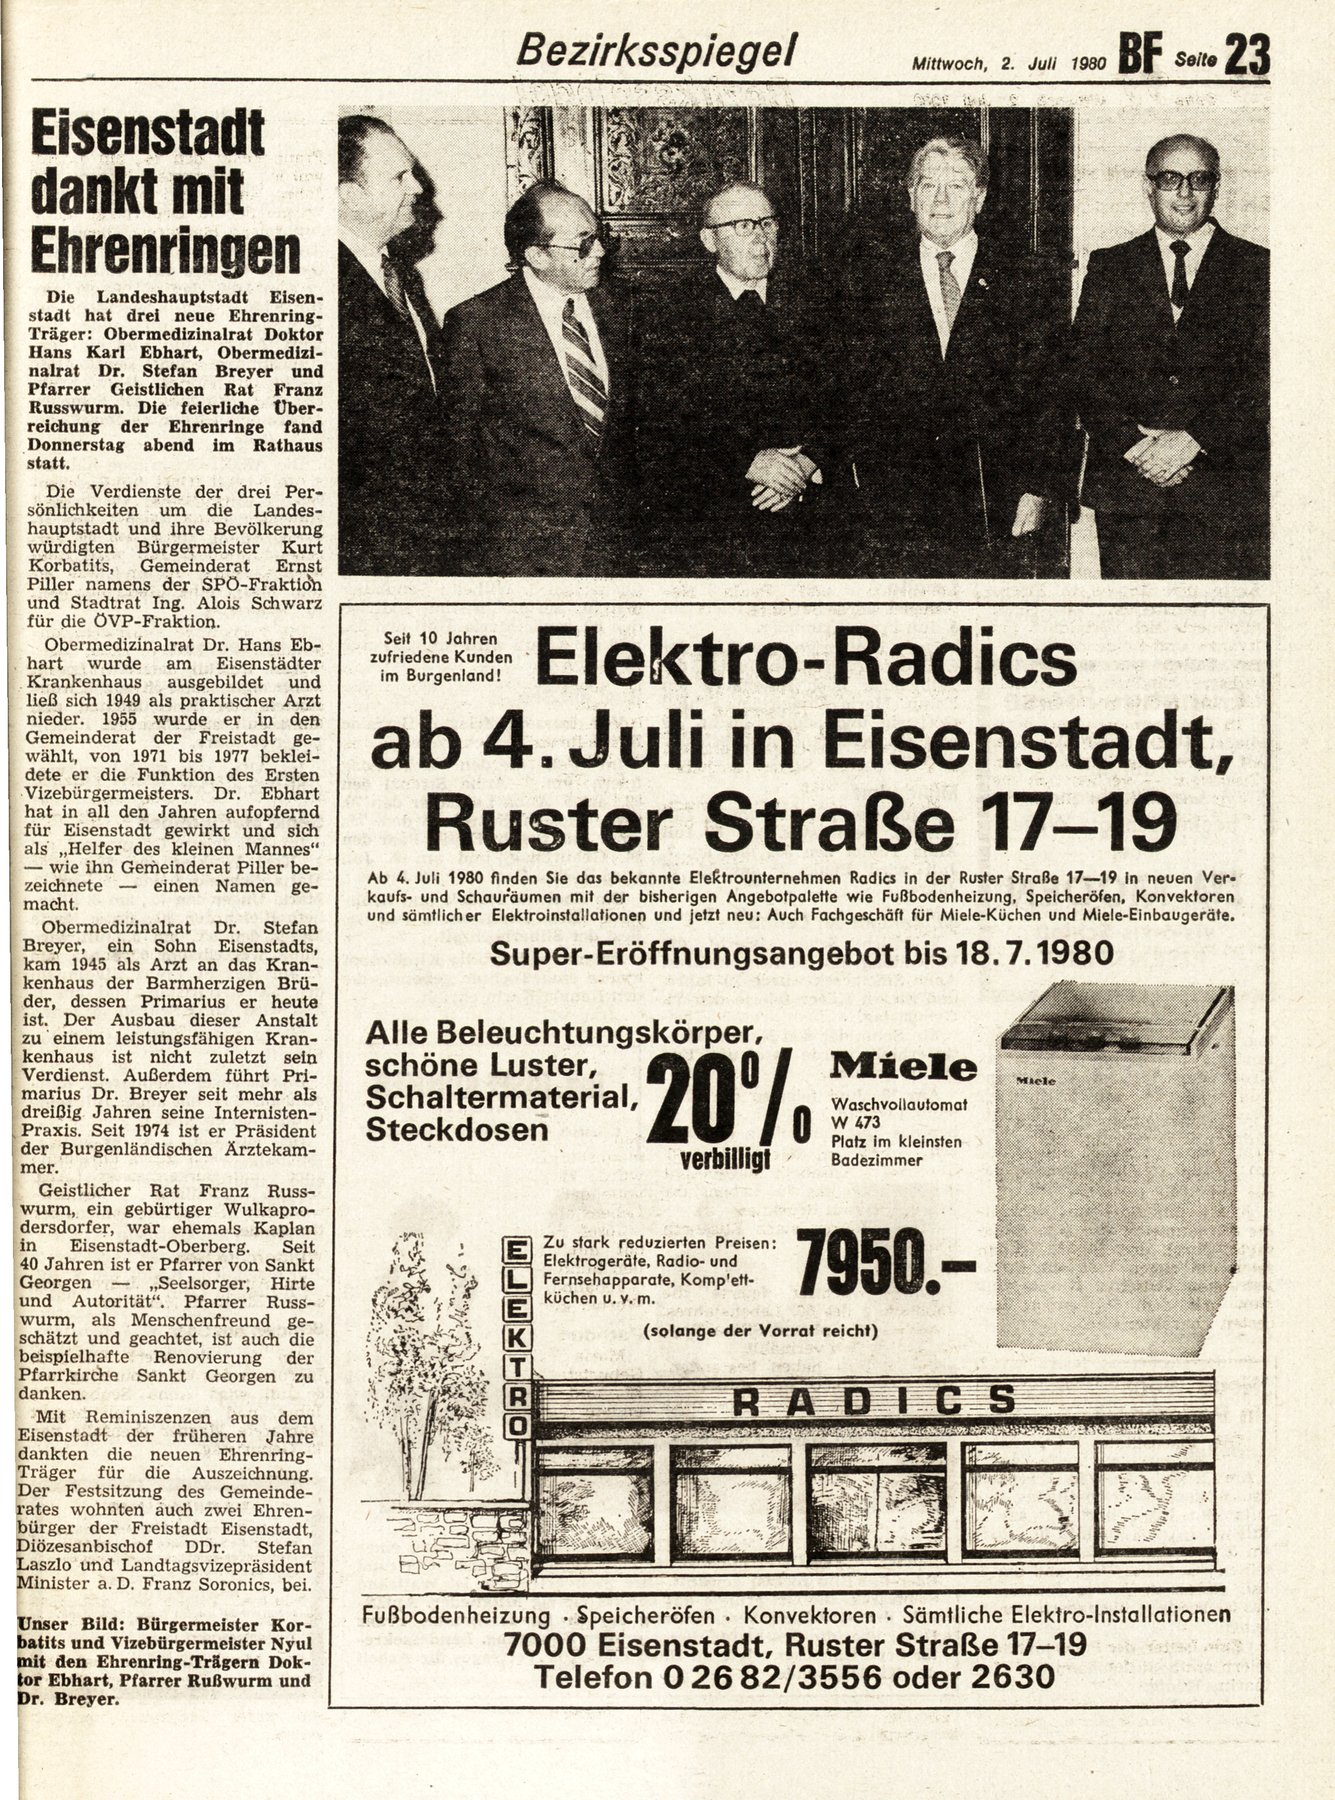 Bezirksspiegel
Mittwoch, 2. Juli 1980 BF Seite 23
Eisenstadt
dankt mit
Ehrenringen
Die Landeshauptstadt Eisen-
stadt hat drei neue Ehrenring-
Träger: Obermedizinalrat Doktor
Hans Karl Ebhart, Obermedizi-
nalrat Dr. Stefan Breyer und
Pfarrer Geistlichen Rat Franz
Russwurm. Die feierliche Über-
reichung der Ehrenringe fand
Donnerstag abend im Rathaus
statt.
Die Verdienste der drei Per-
sönlichkeiten um die Landes-
hauptstadt und ihre Bevölkerung
würdigten Bürgermeister Kurt
Korbatits, Gemeinderat Ernst
Piller namens der SPÖ-Fraktion
und Stadtrat Ing. Alois Schwarz
für die ÖVP-Fraktion.
Obermedizinalrat Dr. Hans Eb-
hart wurde am Eisenstädter
Krankenhaus ausgebildet und
ließ sich 1949 als praktischer Arzt
nieder. 1955 wurde er in den
Gemeinderat der Freistadt ge-
wählt, von 1971 bis 1977 beklei-
dete er die Funktion des Ersten
Vizebürgermeisters. Dr. Ebhart
hat in all den Jahren aufopfernd
für Eisenstadt gewirkt und sich
als „Helfer des kleinen Mannes“
— wie ihn Gemeinderat Piller be-
zeichnete — einen Namen ge-
macht.
Obermedizinalrat Dr. Stefan
Breyer, ein Sohn Eisenstadts,
kam 1945 als Arzt an das Kran-
kenhaus der Barmherzigen Brü-
der, dessen Primarius er heute
ist. Der Ausbau dieser Anstalt
zu einem leistungsfähigen Kran-
kenhaus ist nicht zuletzt sein
Verdienst. Außerdem führt Pri-
marius Dr. Breyer seit mehr als
dreißig Jahren seine Internisten-
Praxis. Seit 1974 ist er Präsident
der Burgenländischen Ärztekam-
mer.
Geistlicher Rat Franz Russ-
wurm, ein gebürtiger Wulkapro-
dersdorfer, war ehemals Kaplan
in Eisenstadt-Oberberg. Seit
40 Jahren ist er Pfarrer von Sankt
Georgen — „Seelsorger, Hirte
und Autorität“. Pfarrer Russ-
wurm, als Menschenfreund ge-
schätzt und geachtet, ist auch die
beispielhafte Renovierung der
Pfarrkirche Sankt Georgen zu
danken.
Mit Reminiszenzen aus dem
Eisenstadt der früheren Jahre
dankten die neuen Ehrenring-
Träger für die Auszeichnung.
Der Festsitzung des Gemeinde-
rates wohnten auch zwei Ehren-
bürger der Freistadt Eisenstadt,
Diözesanbischof DDr. Stefan
Laszlo und Landtagsvizepräsident
Minister a. D. Franz Soronics, bei.
Unser Bild: Bürgermeister Kor-
batits und Vizebürgermeister Nyul
mit den Ehrenring-Trägern Dok-
tor Ebhart, Pfarrer Rußwurm und
Dr. Breyer.
Seit 10 Jahren
zufriedene Kunden
im Burgenland!
Elektro-Radics
ab 4. Juli in Eisenstadt,
Ruster Straße 17–19
Ab 4. Juli 1980 finden Sie das bekannte Elektrounternehmen Radics in der Ruster Straße 17—19 in neuen Ver-
kaufs- und Schauräumen mit der bisherigen Angebotpalette wie Fußbodenheizung, Speicheröfen, Konvektoren
und sämtlicher Elektroinstallationen und jetzt neu: Auch Fachgeschäft für Miele-Küchen und Miele-Einbaugeräte.
Super-Eröffnungsangebot bis 18. 7. 1980
Alle Beleuchtungskörper,
schöne Luster,
Schaltermaterial,
Steckdosen
20%
verbilligt
Miele
Waschvollautomat
W 473
Platz im kleinsten
Badezimmer
Miele
Zu stark reduzierten Preisen:
Elektrogeräte, Radio- und
Fernsehapparate, Komplett-
küchen u. v. m.
7950.–
(solange der Vorrat reicht)
ELEKTRO
RADICS
Fußbodenheizung · Speicheröfen · Konvektoren · Sämtliche Elektro-Installationen
7000 Eisenstadt, Ruster Straße 17–19
Telefon 0 26 82/3556 oder 2630